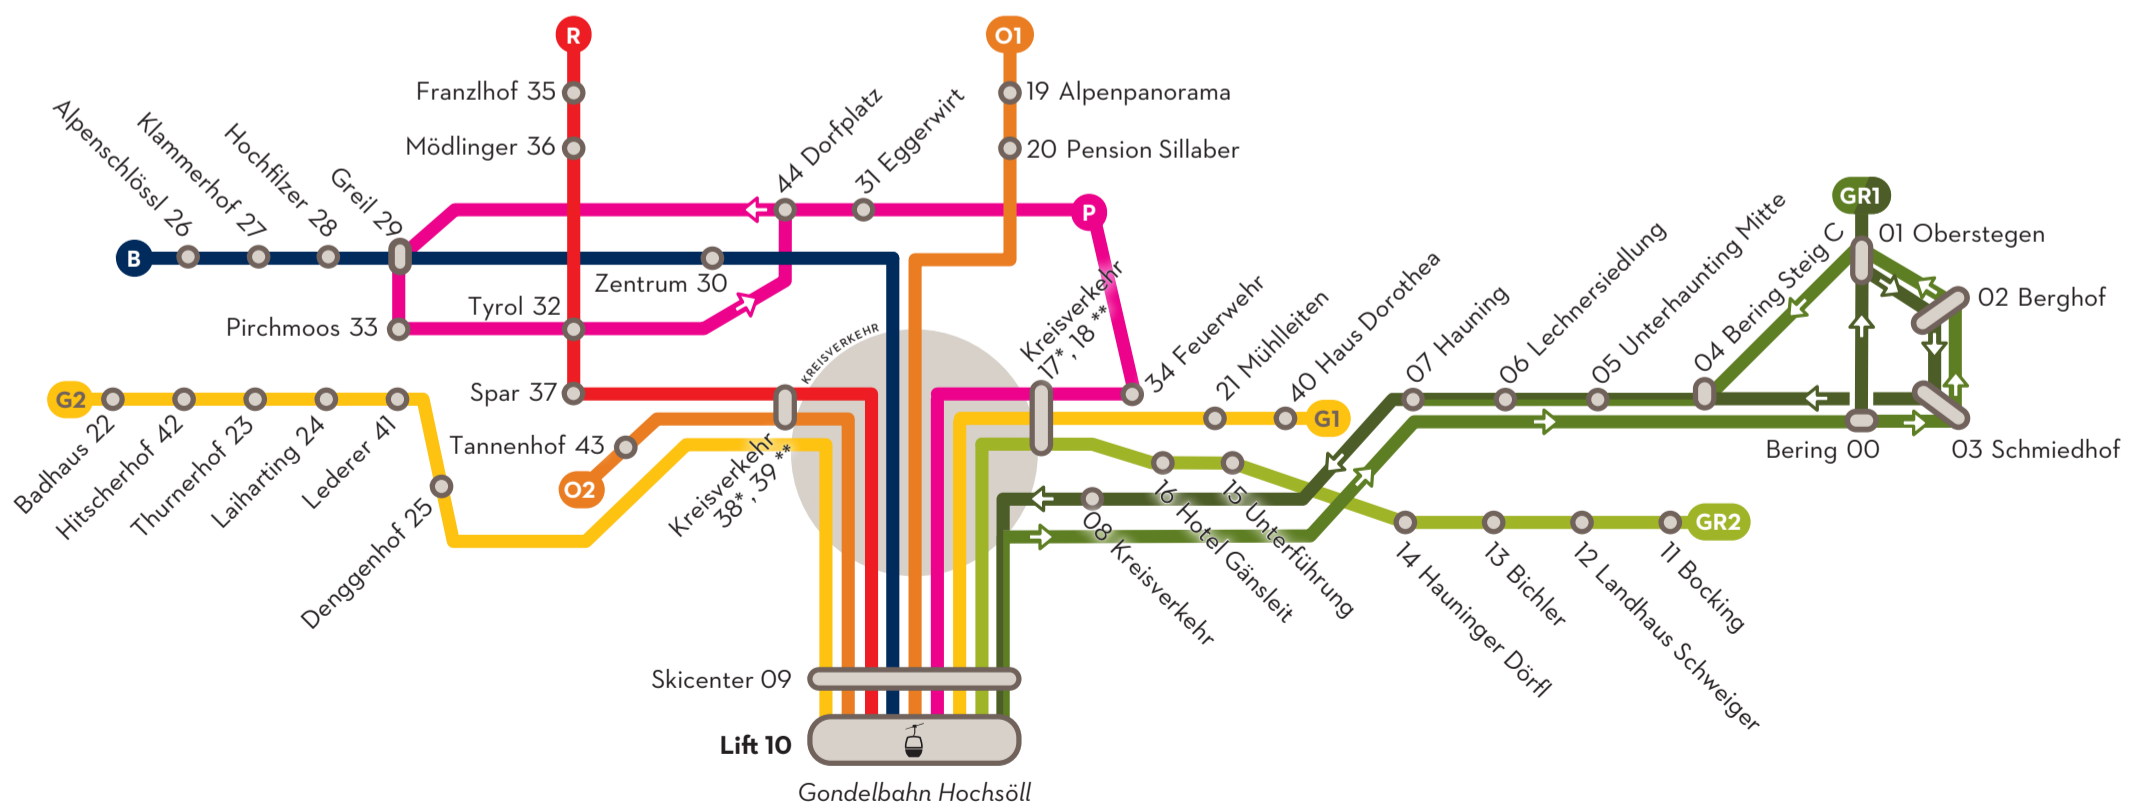 R
O1
Franzlhof 35
19 Alpenpanorama
Mödlinger 36
20 Pension Sillaber
Alpenschlössl 26
Klammerhof 27
Hochfilzer 28
Greil 29
44 Dorfplatz
31 Eggerwirt
P
B
Zentrum 30
Pirchmoos 33
Tyrol 32
KREISVERKEHR
Kreisverkehr
17*, 18**
34 Feuerwehr
21 Mühlleiten
40 Haus Dorothea
G1
07 Hauning
06 Lechnersiedlung
05 Unterhaunting Mitte
04 Bering Steig C
GR1
01 Oberstegen
02 Berghof
03 Schmiedhof
Bering 00
G2
Badhaus 22
Hitscherhof 42
Thurnerhof 23
Laiharting 24
Lederer 41
Denggenhof 25
Spar 37
Tannenhof 43
O2
Kreisverkehr
38*, 39**
08 Kreisverkehr
16 Hotel Gänsleit
15 Unterführung
14 Hauninger Dörfl
13 Bichler
12 Landhaus Schweiger
11 Bocking
GR2
Skicenter 09
Lift 10
Gondelbahn Hochsöll